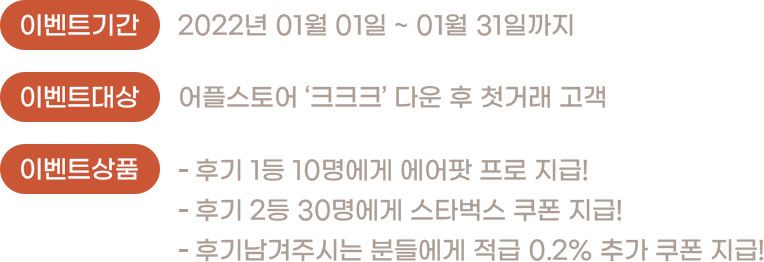 이벤트기간 2022년 01월 01일 ~ 01월 31일까지
이벤트대상 어플스토어 ‘크크크’ 다운 후 첫거래 고객
이벤트상품 - 후기 1등 10명에게 에어팟 프로 지급!
- 후기 2등 30명에게 스타벅스 쿠폰 지급!
- 후기남겨주시는 분들에게 적급 0.2% 추가 쿠폰 지급!